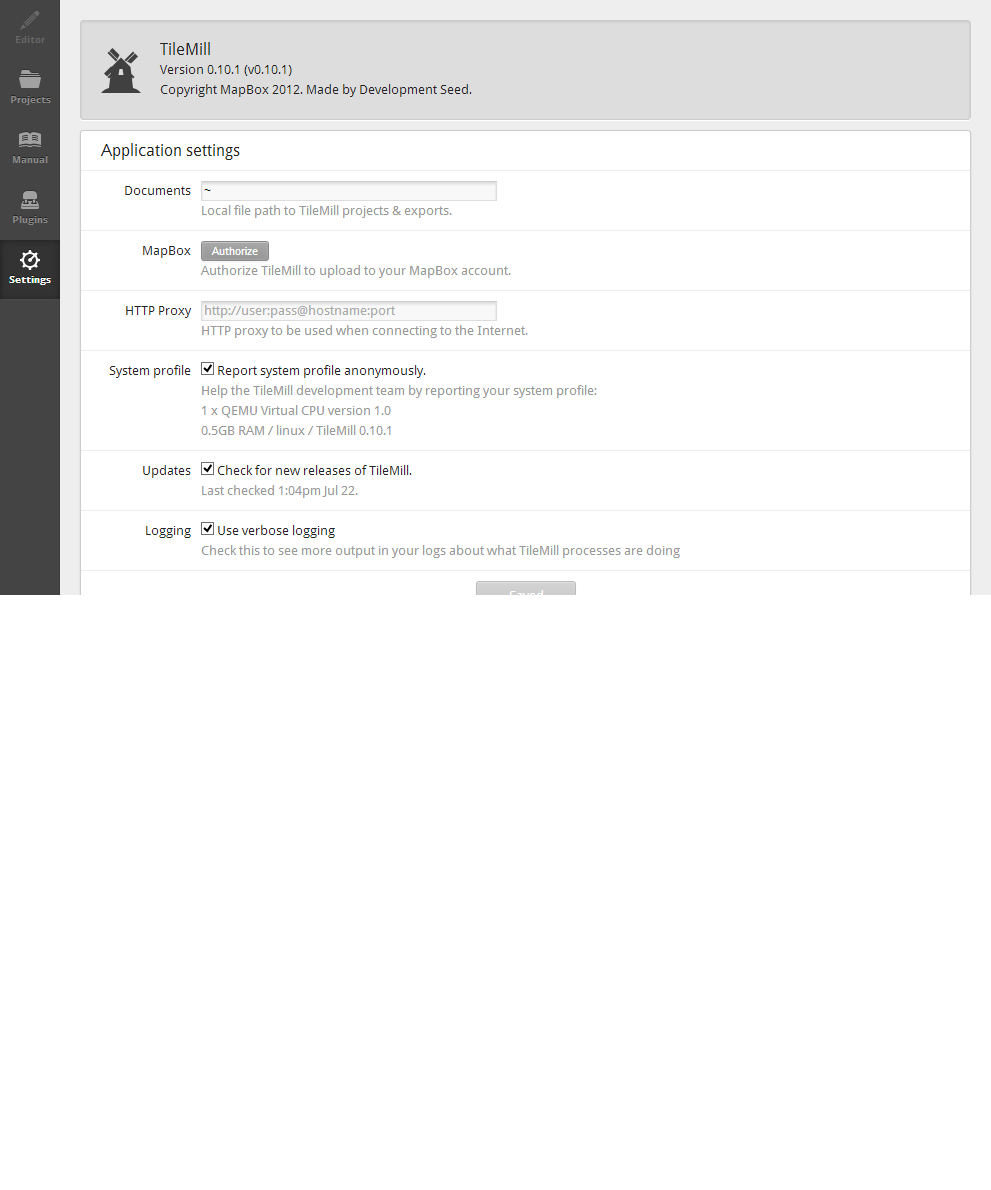 Editor
Projects
Manual
Plugins
Settings
TileMill
Version 0.10.1 (v0.10.1)
Copyright MapBox 2012. Made by Development Seed.
Application settings
Documents ~
Local file path to TileMill projects & exports.
MapBox Authorize
Authorize TileMill to upload to your MapBox account.
HTTP Proxy http://user:pass@hostname:port
HTTP proxy to be used when connecting to the Internet.
System profile Report system profile anonymously.
Help the TileMill development team by reporting your system profile:
1 x QEMU Virtual CPU version 1.0
0.5GB RAM / linux / TileMill 0.10.1
Updates Check for new releases of TileMill.
Last checked 1:04pm Jul 22.
Logging Use verbose logging
Check this to see more output in your logs about what TileMill processes are doing
Saved